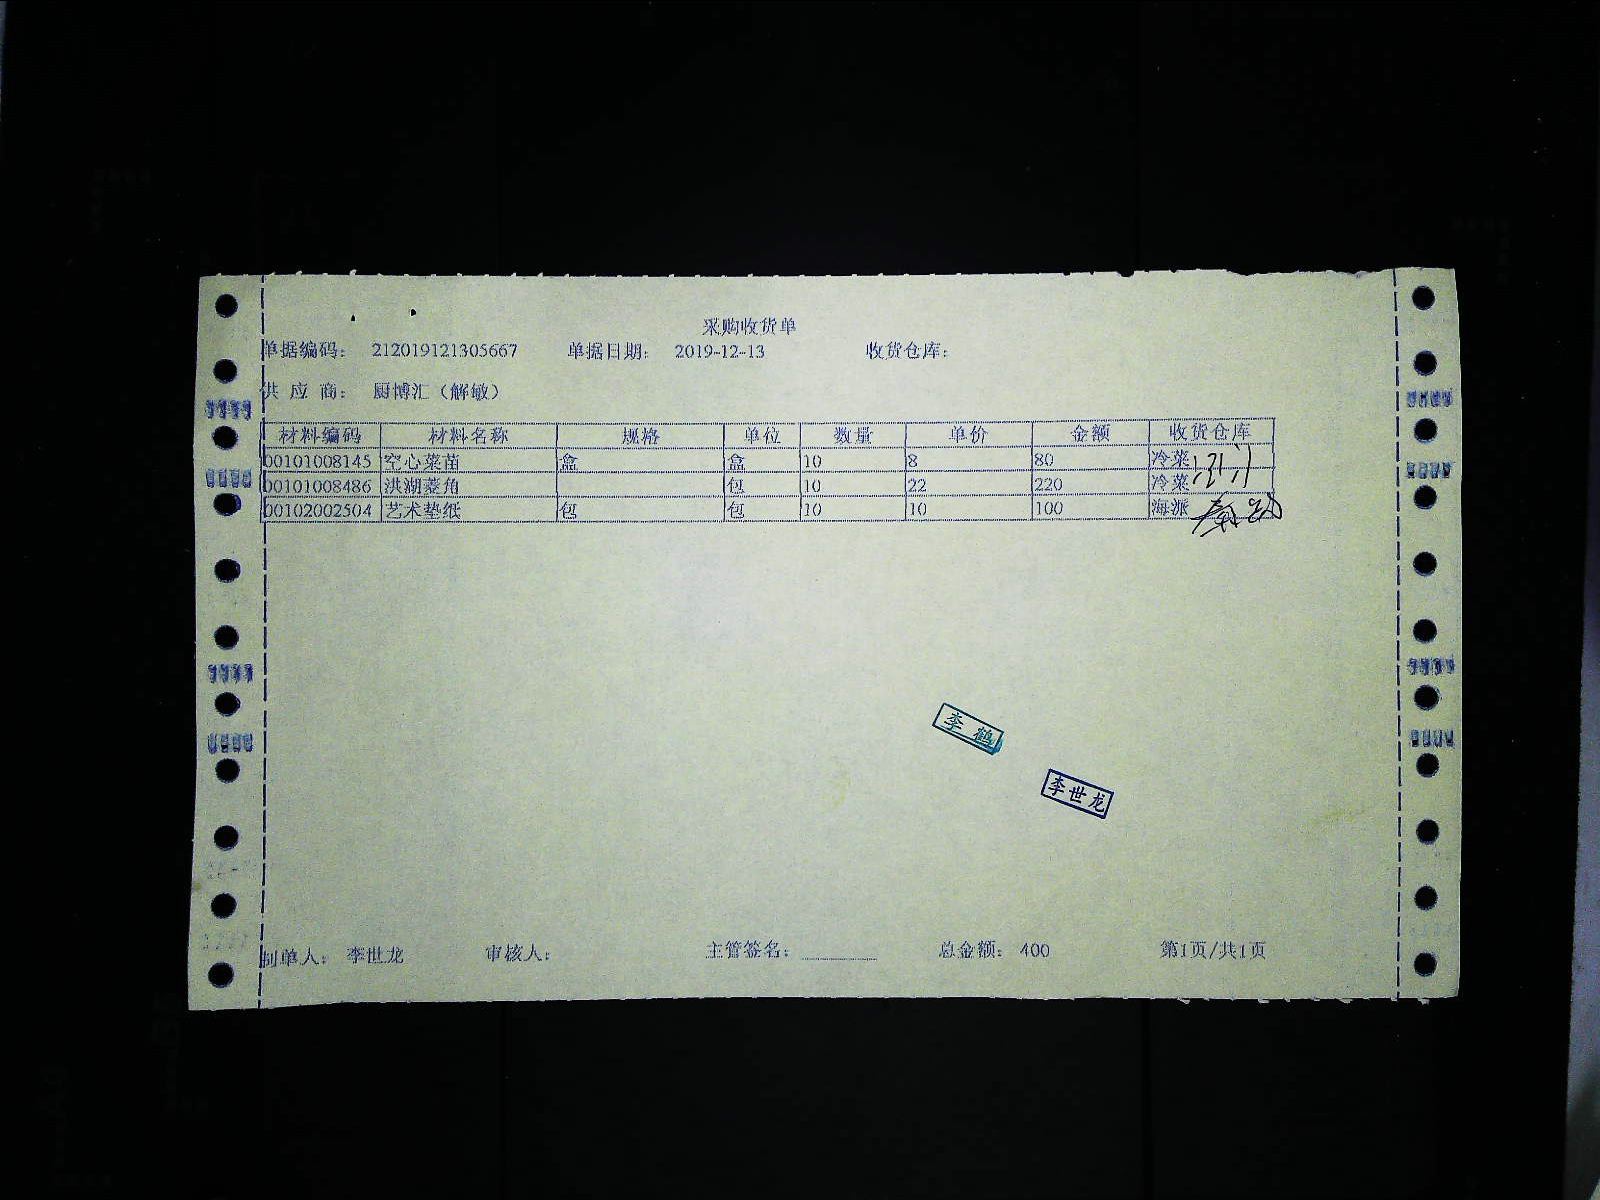 采购收货单
单据编码： 212019121305667 单据日期： 2019-12-13 收货仓库：
供 应 商： 厨博汇（解敏）
材料编码 材料名称 规格 单位 数量 单价 金额 收货仓库
00101008145 空心菜苗 盒 盒 10 8 80 冷菜
00101008486 洪湖菱角 包 10 22 220 冷菜
00102002504 艺术垫纸 包 包 10 10 100 海派
李 鹤
李世龙
制单人： 李世龙 审核人： 主管签名： 总金额： 400 第1页/共1页